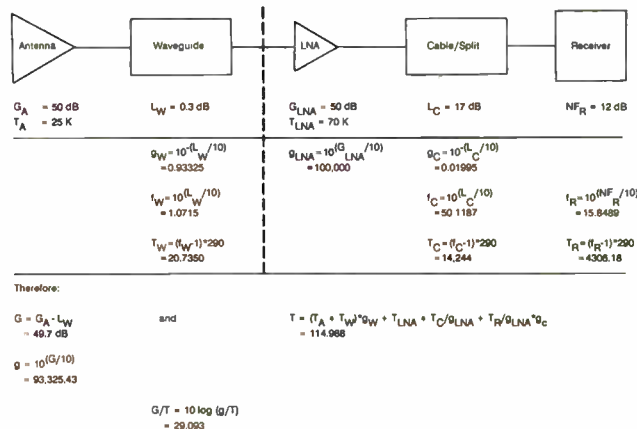 Antenna Waveguide LNA Cable/Split Receiver
G_A = 50 dB L_W = 0.3 dB G_LNA = 50 dB L_C = 17 dB NF_R = 12 dB
T_A = 25 K T_LNA = 70 K
g_W = 10^-(L_W/10) g_LNA = 10^(G_LNA/10) g_C = 10^-(L_C/10)
= 0.93325 = 100,000 = 0.01995
f_W = 10^(L_W/10) f_C = 10^(L_C/10) f_R = 10^(NF_R/10)
= 1.0715 = 50 1187 = 15.8489
T_W = (f_W-1)*290 T_C = (f_C-1)*290 T_R = (f_R-1)*290
= 20.7350 = 14,244 = 4306.18
Therefore:
G = G_A - L_W and T = (T_A + T_W)*g_W + T_LNA + T_C/g_LNA + T_R/g_LNA*g_c
= 49.7 dB = 114.988
g = 10^(G/10)
= 93,325.43
G/T = 10 log (g/T)
= 29.093